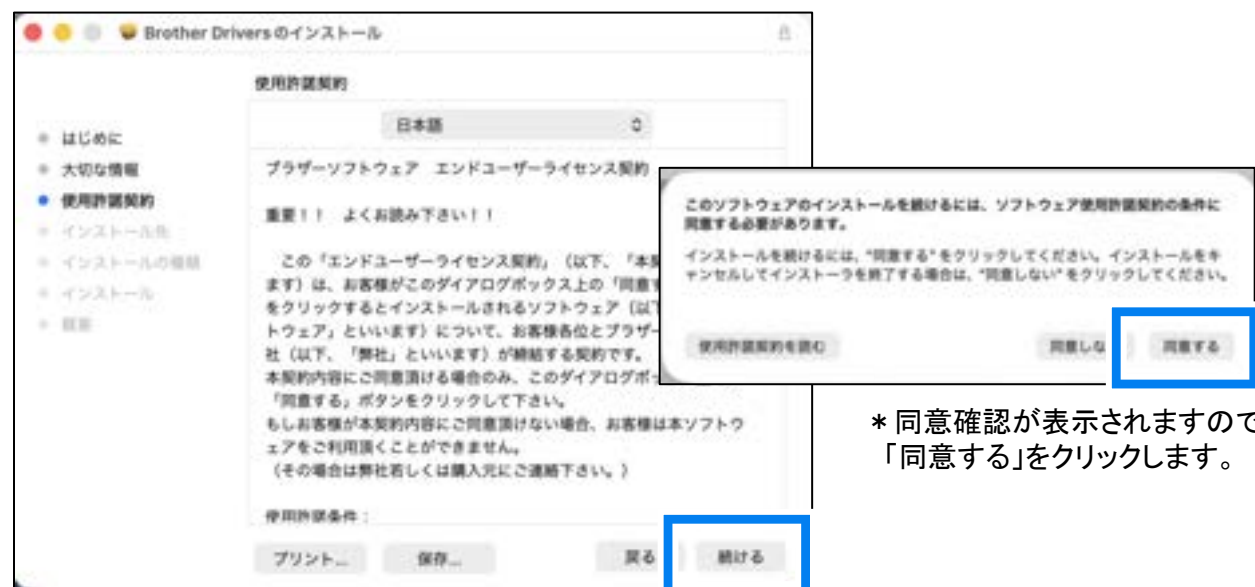 Brother Drivers のインストール
使用許諾契約
日本語
はじめに
大切な情報
使用許諾契約
インストール先
インストールの種類
インストール
概要
ブラザーソフトウェア エンドユーザーライセンス契約
重要！！ よくお読み下さい！！
この「エンドユーザーライセンス契約」（以下、「本契
ます）は、お客様がこのダイアログボックス上の「同意す
をクリックするとインストールされるソフトウェア（以下
トウェア」といいます）について、お客様各位とブラザー
社（以下、「弊社」といいます）が締結する契約です。
本契約内容にご同意頂ける場合のみ、このダイアログボッ
「同意する」ボタンをクリックして下さい。
もしお客様が本契約内容にご同意頂けない場合、お客様は本ソフトウ
ェアをご利用頂くことができません。
（その場合は弊社若しくは購入元にご連絡下さい。）
使用許諾条件：
プリント...
保存...
戻る
続ける
このソフトウェアのインストールを続けるには、ソフトウェア使用許諾契約の条件に
同意する必要があります。
インストールを続けるには、"同意する"をクリックしてください。インストールをキ
ャンセルしてインストーラを終了する場合は、"同意しない"をクリックしてください。
使用許諾契約を読む
同意しな
同意する
＊同意確認が表示されますので
「同意する」をクリックします。